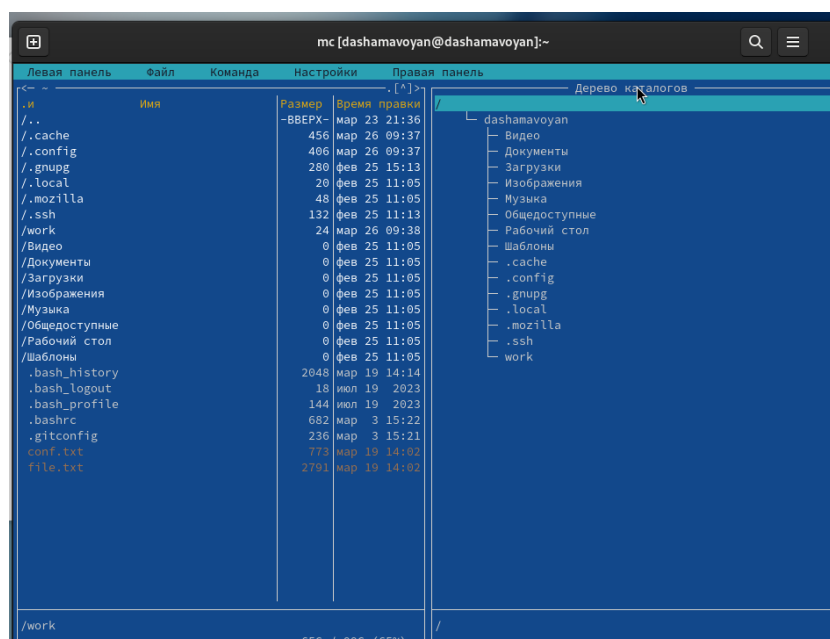 mc [dashamavoyan@dashamavoyan]:~
Левая панель Файл Команда Настройки Правая панель
<— ~ .[^]>
.и Имя Размер Время правки
/.. -ВВЕРХ- мар 23 21:36
/.cache 456 мар 26 09:37
/.config 406 мар 26 09:37
/.gnupg 280 фев 25 15:13
/.local 20 фев 25 11:05
/.mozilla 48 фев 25 11:05
/.ssh 132 фев 25 11:13
/work 24 мар 26 09:38
/Видео 0 фев 25 11:05
/Документы 0 фев 25 11:05
/Загрузки 0 фев 25 11:05
/Изображения 0 фев 25 11:05
/Музыка 0 фев 25 11:05
/Общедоступные 0 фев 25 11:05
/Рабочий стол 0 фев 25 11:05
/Шаблоны 0 фев 25 11:05
.bash_history 2048 мар 19 14:14
.bash_logout 18 июл 19 2023
.bash_profile 144 июл 19 2023
.bashrc 682 мар 3 15:22
.gitconfig 236 мар 3 15:21
conf.txt 773 мар 19 14:02
file.txt 2791 мар 19 14:02
/work
Дерево каталогов
/
dashamavoyan
Видео
Документы
Загрузки
Изображения
Музыка
Общедоступные
Рабочий стол
Шаблоны
.cache
.config
.gnupg
.local
.mozilla
.ssh
work
/